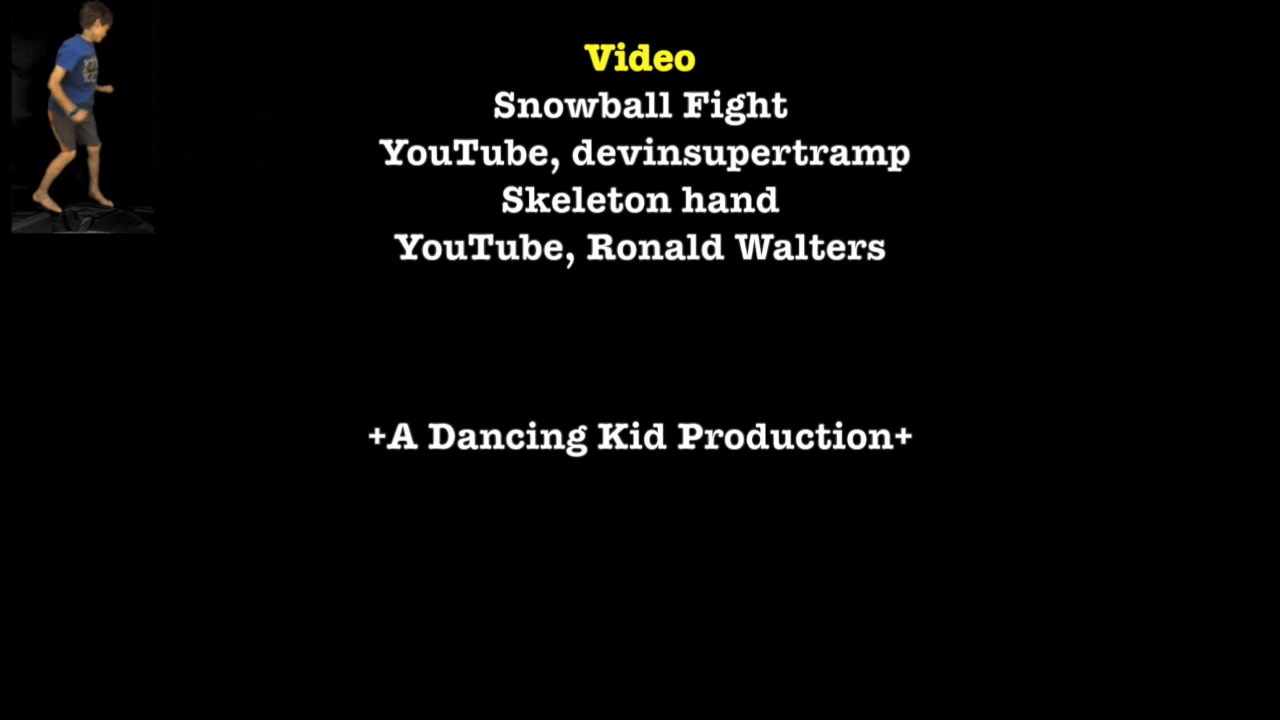 Video
Snowball Fight
YouTube, devinsupertramp
Skeleton hand
YouTube, Ronald Walters
+A Dancing Kid Production+